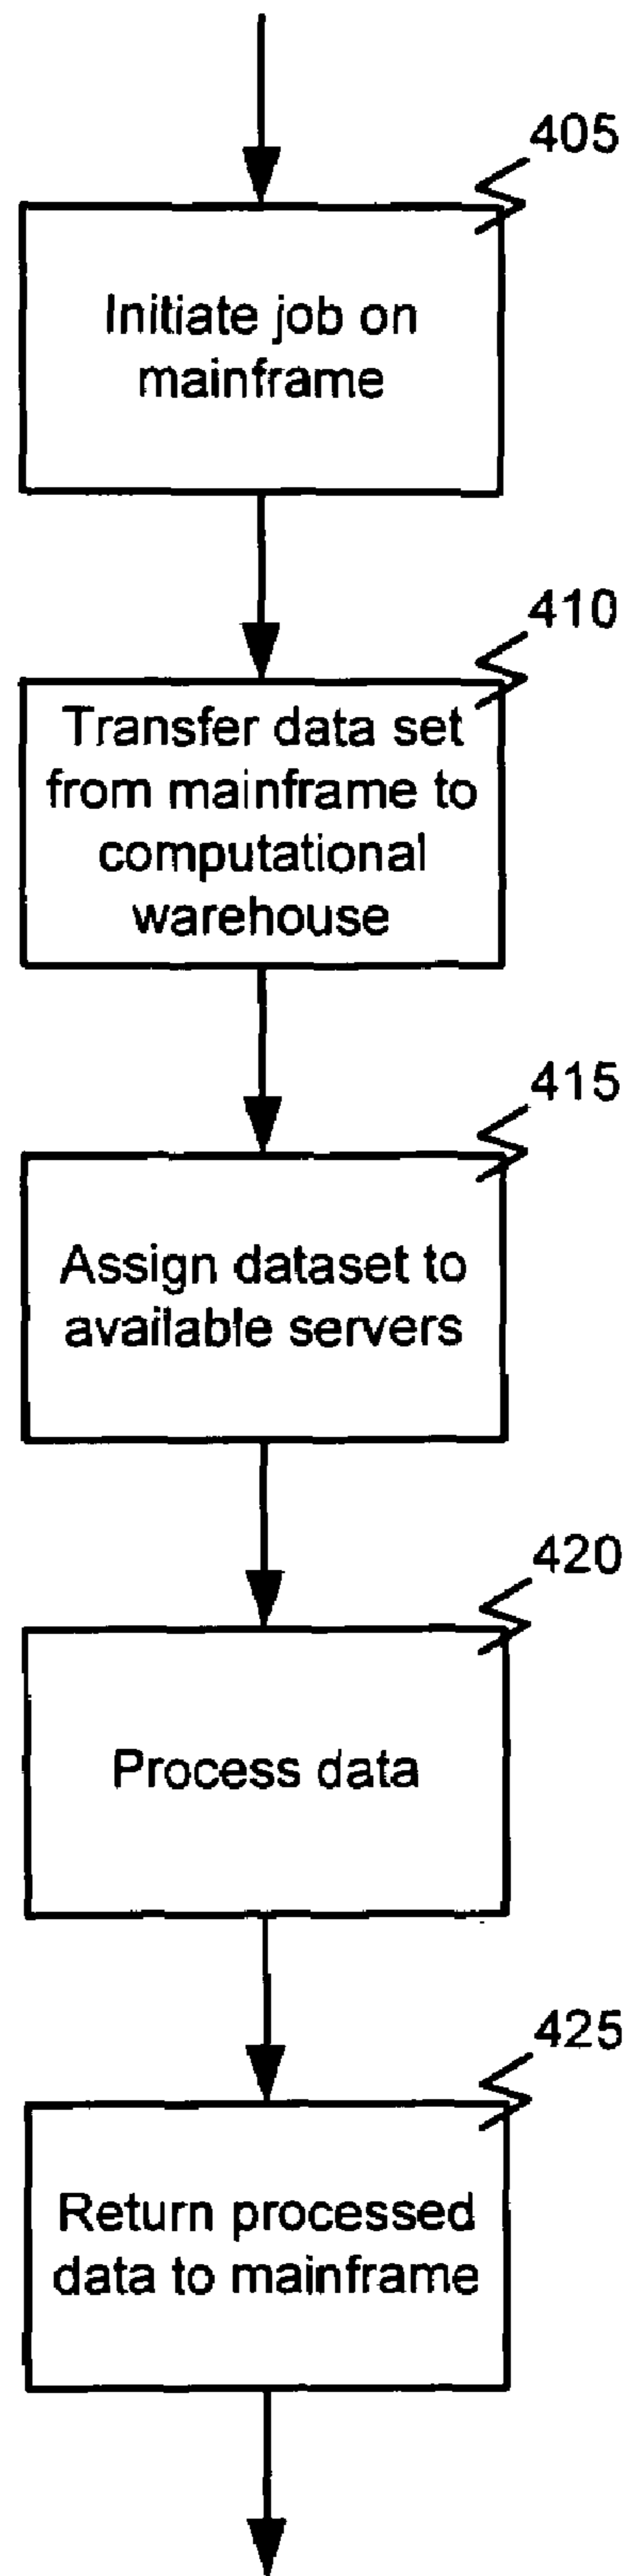 405
Initiate job on
mainframe
410
Transfer data set
from mainframe to
computational
warehouse
415
Assign dataset to
available servers
420
Process data
425
Return processed
data to mainframe